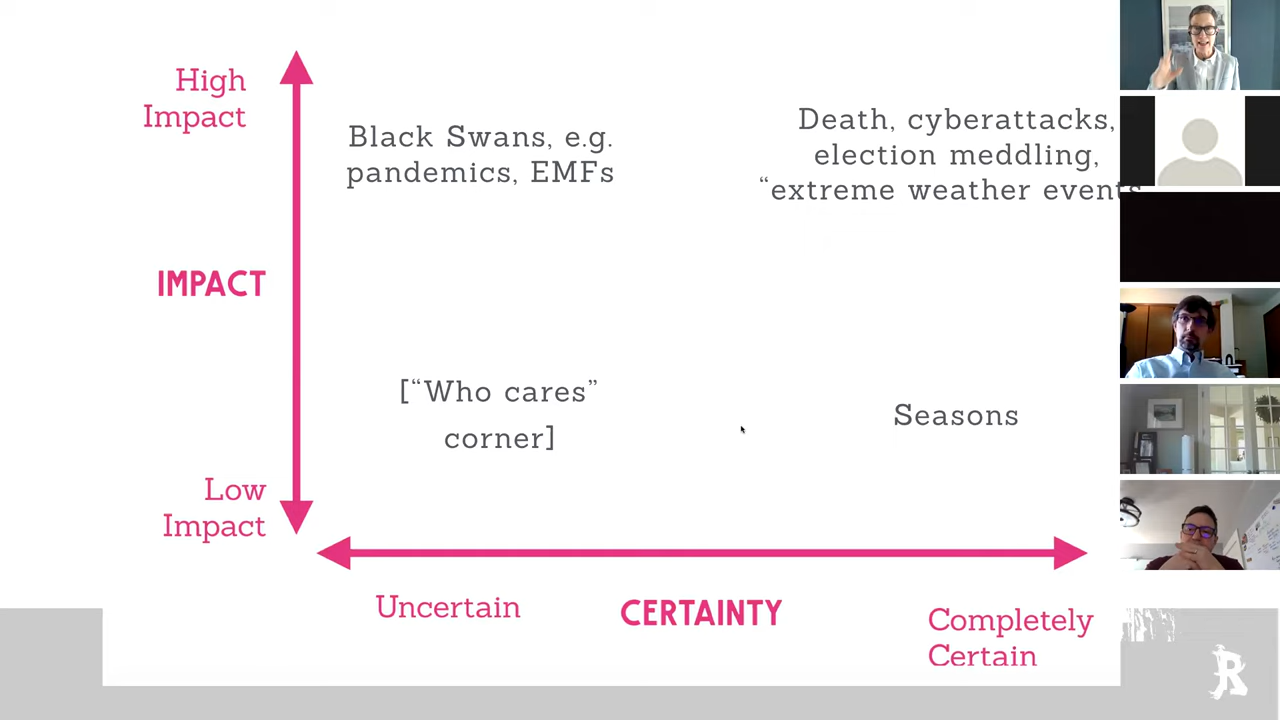 High
Impact
Black Swans, e.g.
pandemics, EMFs
Death, cyberattacks,
election meddling,
“extreme weather events
IMPACT
[“Who cares”
corner]
Seasons
Low
Impact
Uncertain
CERTAINTY
Completely
Certain
R